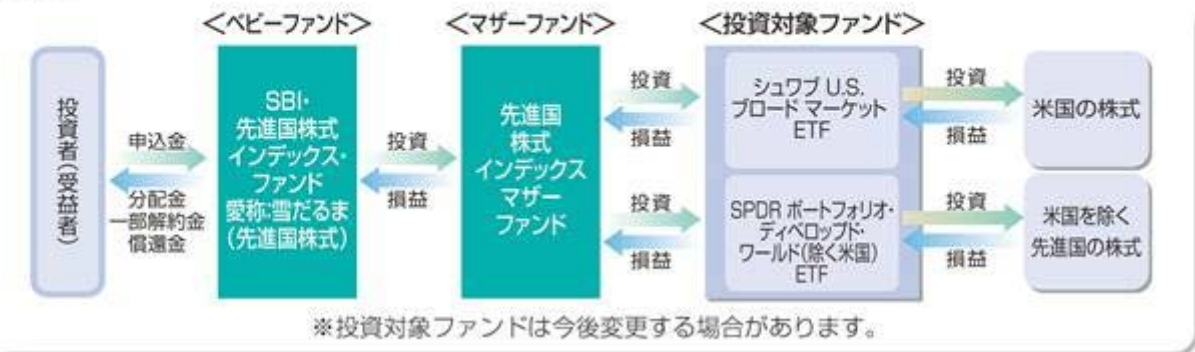 <ベビーファンド>
<マザーファンド>
<投資対象ファンド>
投資者(受益者)
申込金
分配金
一部解約金
償還金
SBI・
先進国株式
インデックス・
ファンド
愛称:雪だるま
(先進国株式)
投資
損益
先進国
株式
インデックス
マザー
ファンド
投資
損益
投資
損益
シュワブ U.S.
ブロード マーケット
ETF
SPDR ポートフォリオ・
ディベロップド・
ワールド(除く米国)
ETF
投資
損益
投資
損益
米国の株式
米国を除く
先進国の株式
※投資対象ファンドは今後変更する場合があります。